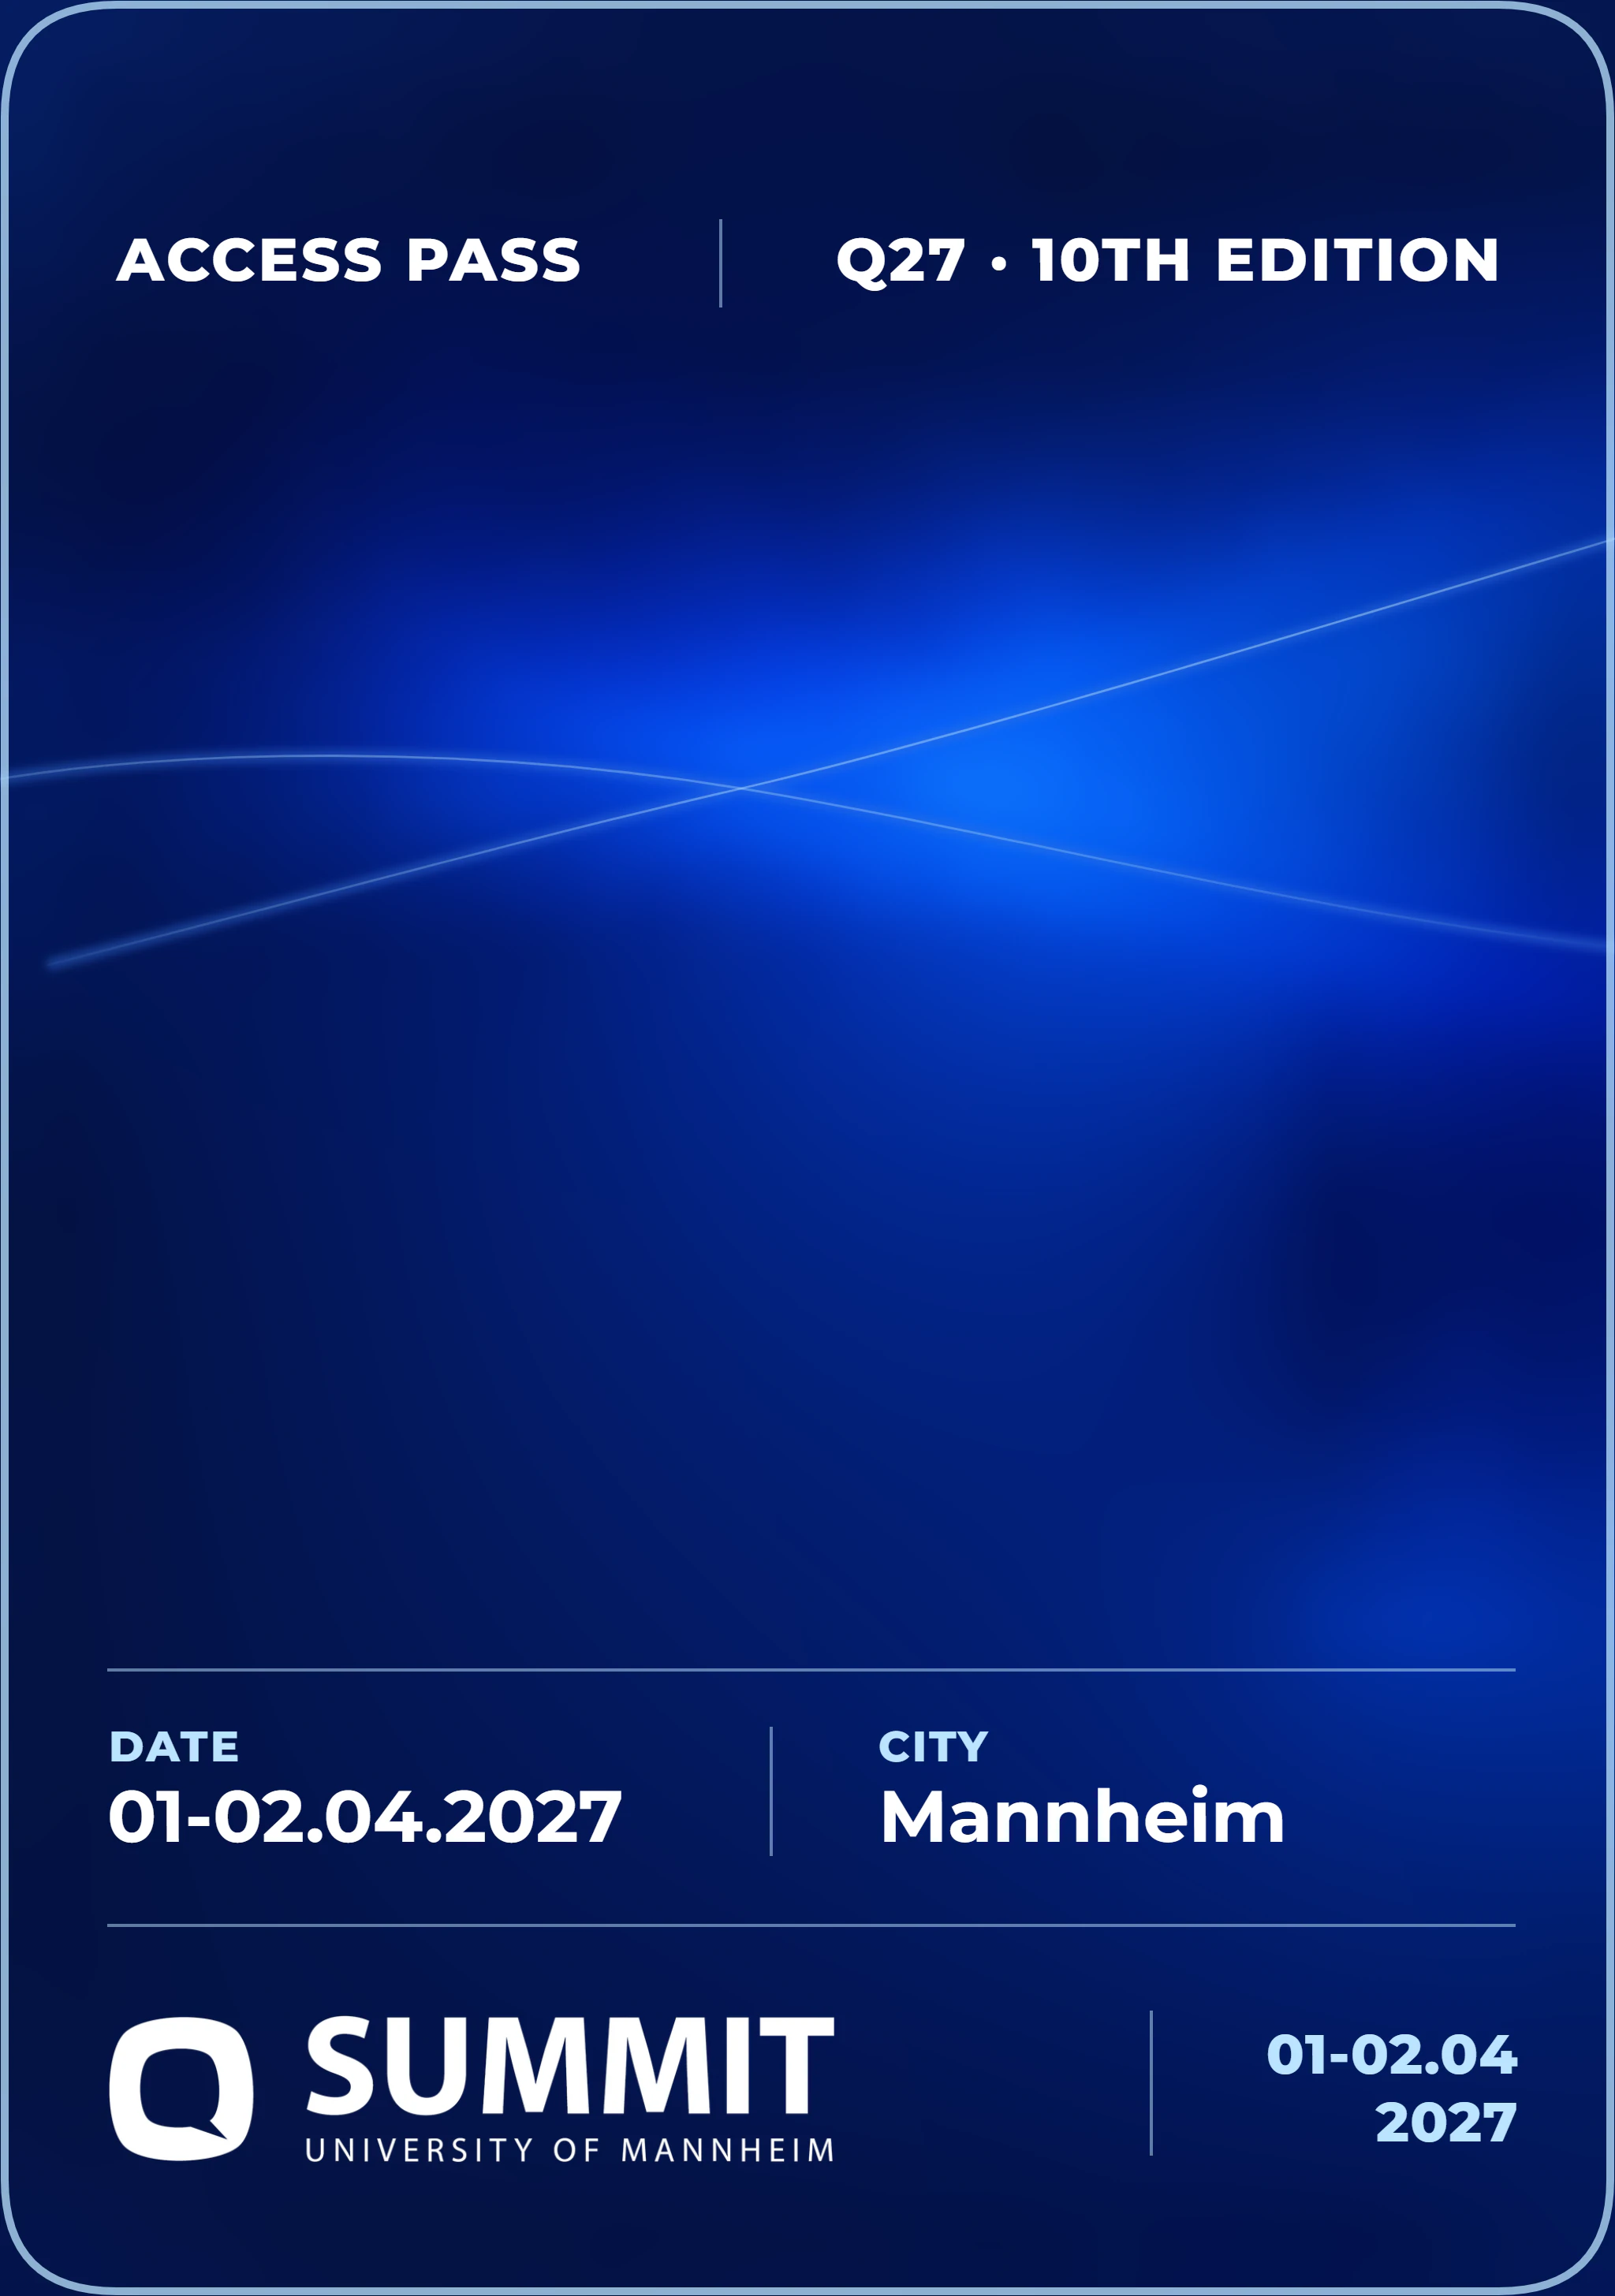 ACCESS PASS
Q27 · 10TH EDITION
DATE
01-02.04.2027
CITY
Mannheim
Q SUMMIT
UNIVERSITY OF MANNHEIM
01-02.04
2027